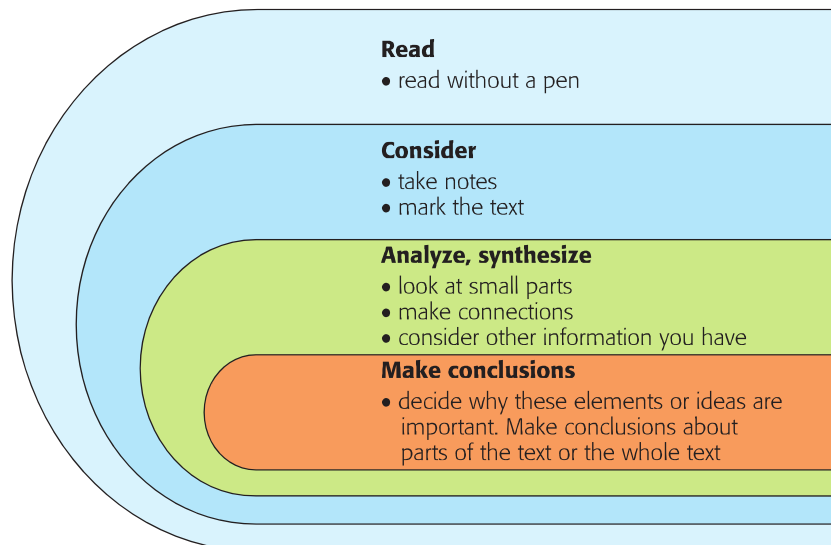 Read
• read without a pen
Consider
• take notes
• mark the text
Analyze, synthesize
• look at small parts
• make connections
• consider other information you have
Make conclusions
• decide why these elements or ideas are
important. Make conclusions about
parts of the text or the whole text